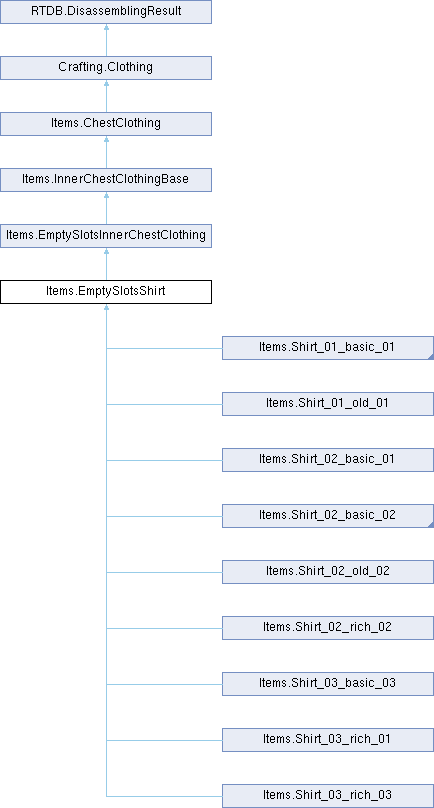 RTDB.DisassemblingResult
Crafting.Clothing
Items.ChestClothing
Items.InnerChestClothingBase
Items.EmptySlotsInnerChestClothing
Items.EmptySlotsShirt
Items.Shirt_01_basic_01
Items.Shirt_01_old_01
Items.Shirt_02_basic_01
Items.Shirt_02_basic_02
Items.Shirt_02_old_02
Items.Shirt_02_rich_02
Items.Shirt_03_basic_03
Items.Shirt_03_rich_01
Items.Shirt_03_rich_03